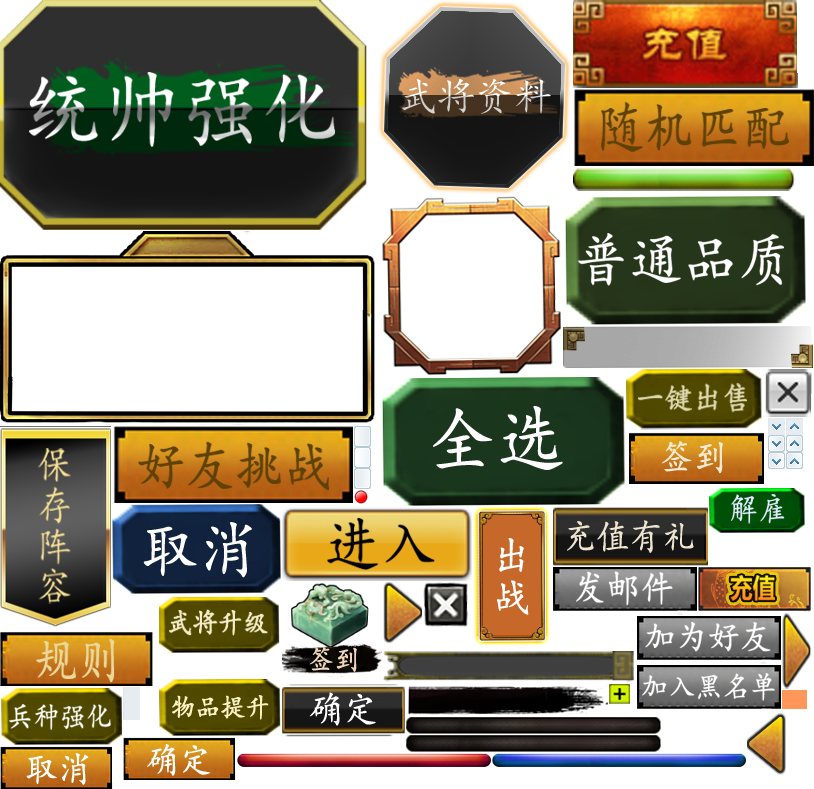 统帅强化
武将资料
充值
随机匹配
普通品质
一键出售
全选
签到
好友挑战
保存阵容
解雇
取消
进入
出战
充值有礼
发邮件
充值
武将升级
签到
加为好友
规则
加入黑名单
兵种强化
物品提升
确定
取消
确定